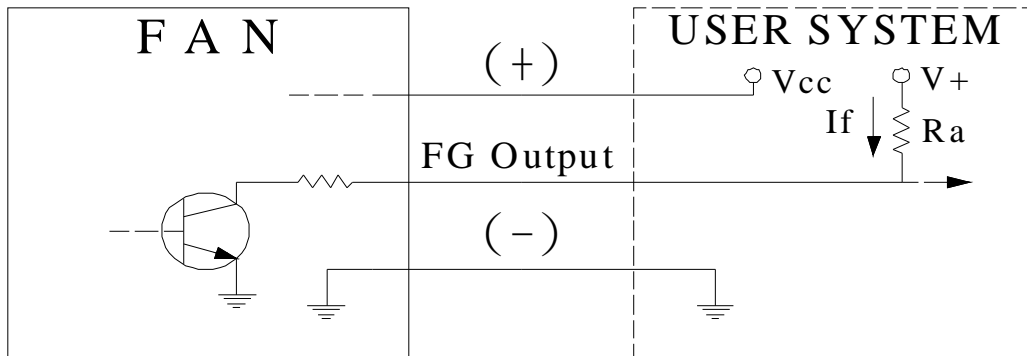 F A N
USER SYSTEM
(+)
Vcc
V+
If
Ra
FG Output
(-)